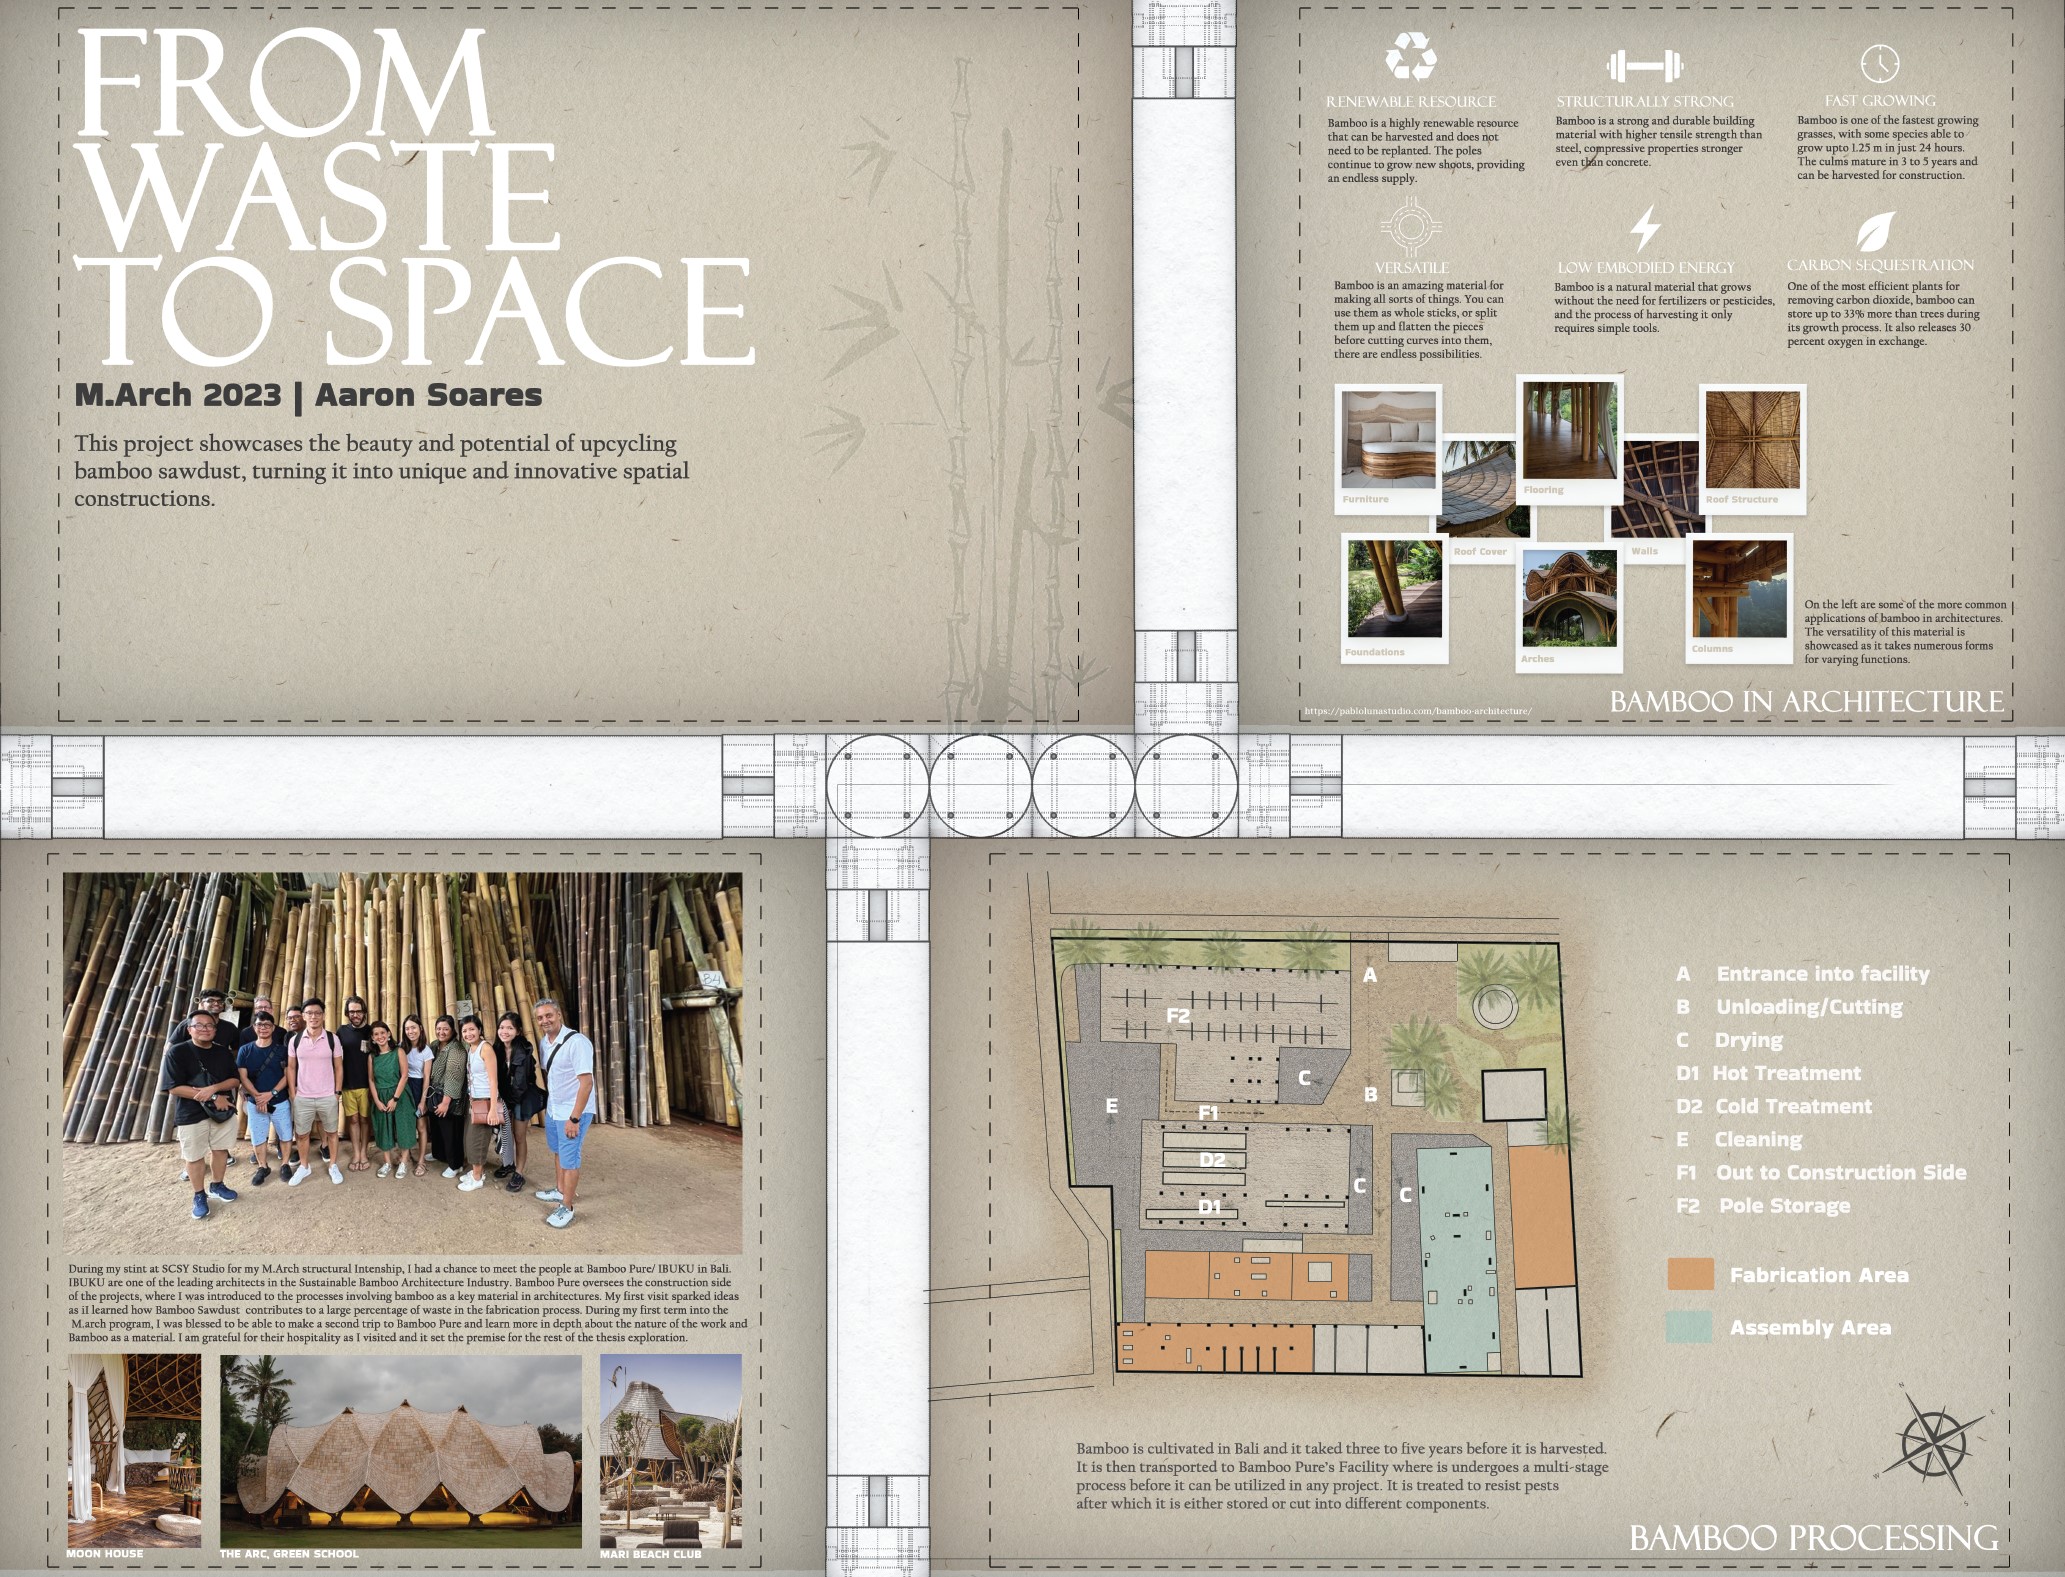 FROM
WASTE
TO SPACE
M.Arch 2023 | Aaron Soares
This project showcases the beauty and potential of upcycling
bamboo sawdust, turning it into unique and innovative spatial
constructions.
RENEWABLE RESOURCE
Bamboo is a highly renewable resource
that can be harvested and does not
need to be replanted. The poles
continue to grow new shoots, providing
an endless supply.
STRUCTURALLY STRONG
Bamboo is a strong and durable building
material with higher tensile strength than
steel, compressive properties stronger
even than concrete.
FAST GROWING
Bamboo is one of the fastest growing
grasses, with some species able to
grow upto 1.25 m in just 24 hours.
The culms mature in 3 to 5 years and
can be harvested for construction.
VERSATILE
Bamboo is an amazing material for
making all sorts of things. You can
use them as whole sticks, or split
them up and flatten the pieces
before cutting curves into them,
there are endless possibilities.
LOW EMBODIED ENERGY
Bamboo is a natural material that grows
without the need for fertilizers or pesticides,
and the process of harvesting it only
requires simple tools.
CARBON SEQUESTRATION
One of the most efficient plants for
removing carbon dioxide, bamboo can
store up to 33% more than trees during
its growth process. It also releases 30
percent oxygen in exchange.
Furniture
Roof Cover
Flooring
Walls
Roof Structure
Foundations
Arches
Columns
On the left are some of the more common
applications of bamboo in architectures.
The versatility of this material is
showcased as it takes numerous forms
for varying functions.
https://pablolunastudio.com/bamboo-architecture/
BAMBOO IN ARCHITECTURE
B4
During my stint at SCSY Studio for my M.Arch structural Intenship, I had a chance to meet the people at Bamboo Pure/ IBUKU in Bali.
IBUKU are one of the leading architects in the Sustainable Bamboo Architecture Industry. Bamboo Pure oversees the construction side
of the projects, where I was introduced to the processes involving bamboo as a key material in architectures. My first visit sparked ideas
as iI learned how Bamboo Sawdust contributes to a large percentage of waste in the fabrication process. During my first term into the
M.arch program, I was blessed to be able to make a second trip to Bamboo Pure and learn more in depth about the nature of the work and
Bamboo as a material. I am grateful for their hospitality as I visited and it set the premise for the rest of the thesis exploration.
MOON HOUSE
THE ARC, GREEN SCHOOL
MARI BEACH CLUB
A
F2
C
B
E
F1
D2
C
C
D1
A Entrance into facility
B Unloading/Cutting
C Drying
D1 Hot Treatment
D2 Cold Treatment
E Cleaning
F1 Out to Construction Side
F2 Pole Storage
Fabrication Area
Assembly Area
N
E
W
S
Bamboo is cultivated in Bali and it taked three to five years before it is harvested.
It is then transported to Bamboo Pure's Facility where is undergoes a multi-stage
process before it can be utilized in any project. It is treated to resist pests
after which it is either stored or cut into different components.
BAMBOO PROCESSING